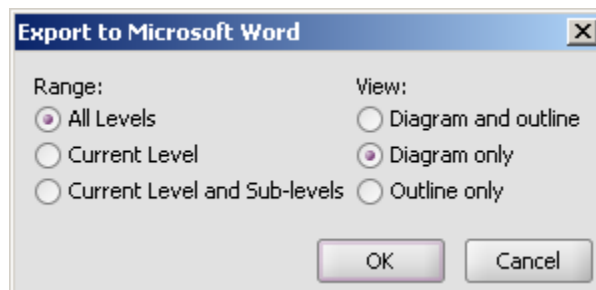 Export to Microsoft Word
Range:
View:
All Levels
Diagram and outline
Current Level
Diagram only
Current Level and Sub-levels
Outline only
OK
Cancel